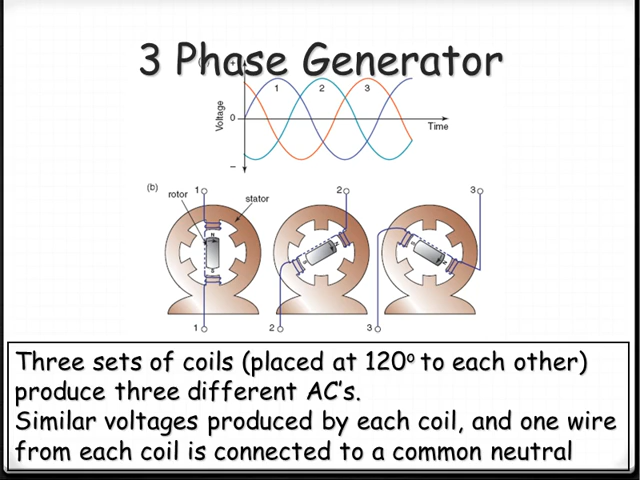 3 Phase Generator
+
1 2 3
Voltage
0
Time
–
(b)
rotor
1
stator
2
3
1
2
3
Three sets of coils (placed at 120° to each other)
produce three different AC's.
Similar voltages produced by each coil, and one wire
from each coil is connected to a common neutral